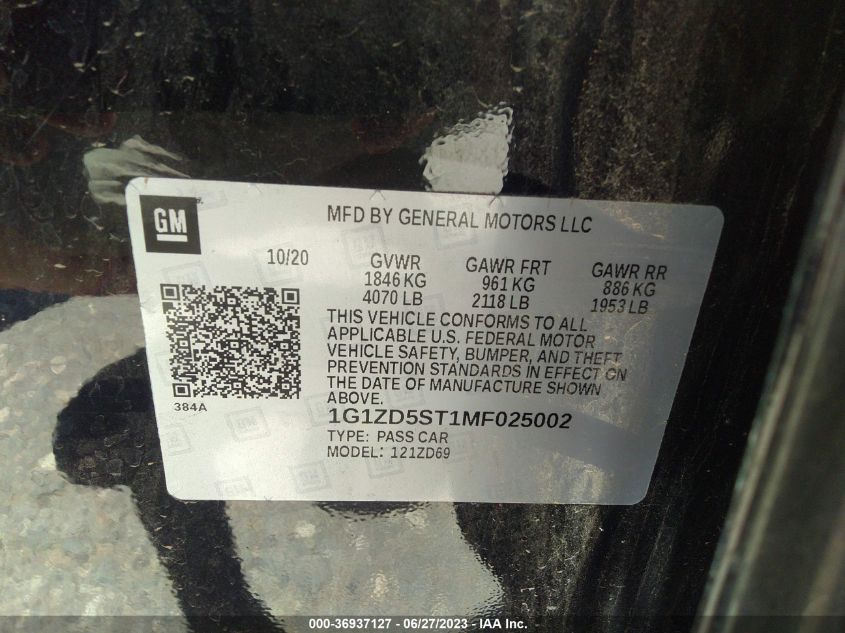 GM
MFD BY GENERAL MOTORS LLC
10/20
GVWR
1846 KG
4070 LB
GAWR FRT
961 KG
2118 LB
GAWR RR
886 KG
1953 LB
THIS VEHICLE CONFORMS TO ALL
APPLICABLE U.S. FEDERAL MOTOR
VEHICLE SAFETY, BUMPER, AND THEFT
PREVENTION STANDARDS IN EFFECT ON
THE DATE OF MANUFACTURE SHOWN
ABOVE.
384A
1G1ZD5ST1MF025002
TYPE: PASS CAR
MODEL: 121ZD69
000-36937127 - 06/27/2023 - IAA Inc.